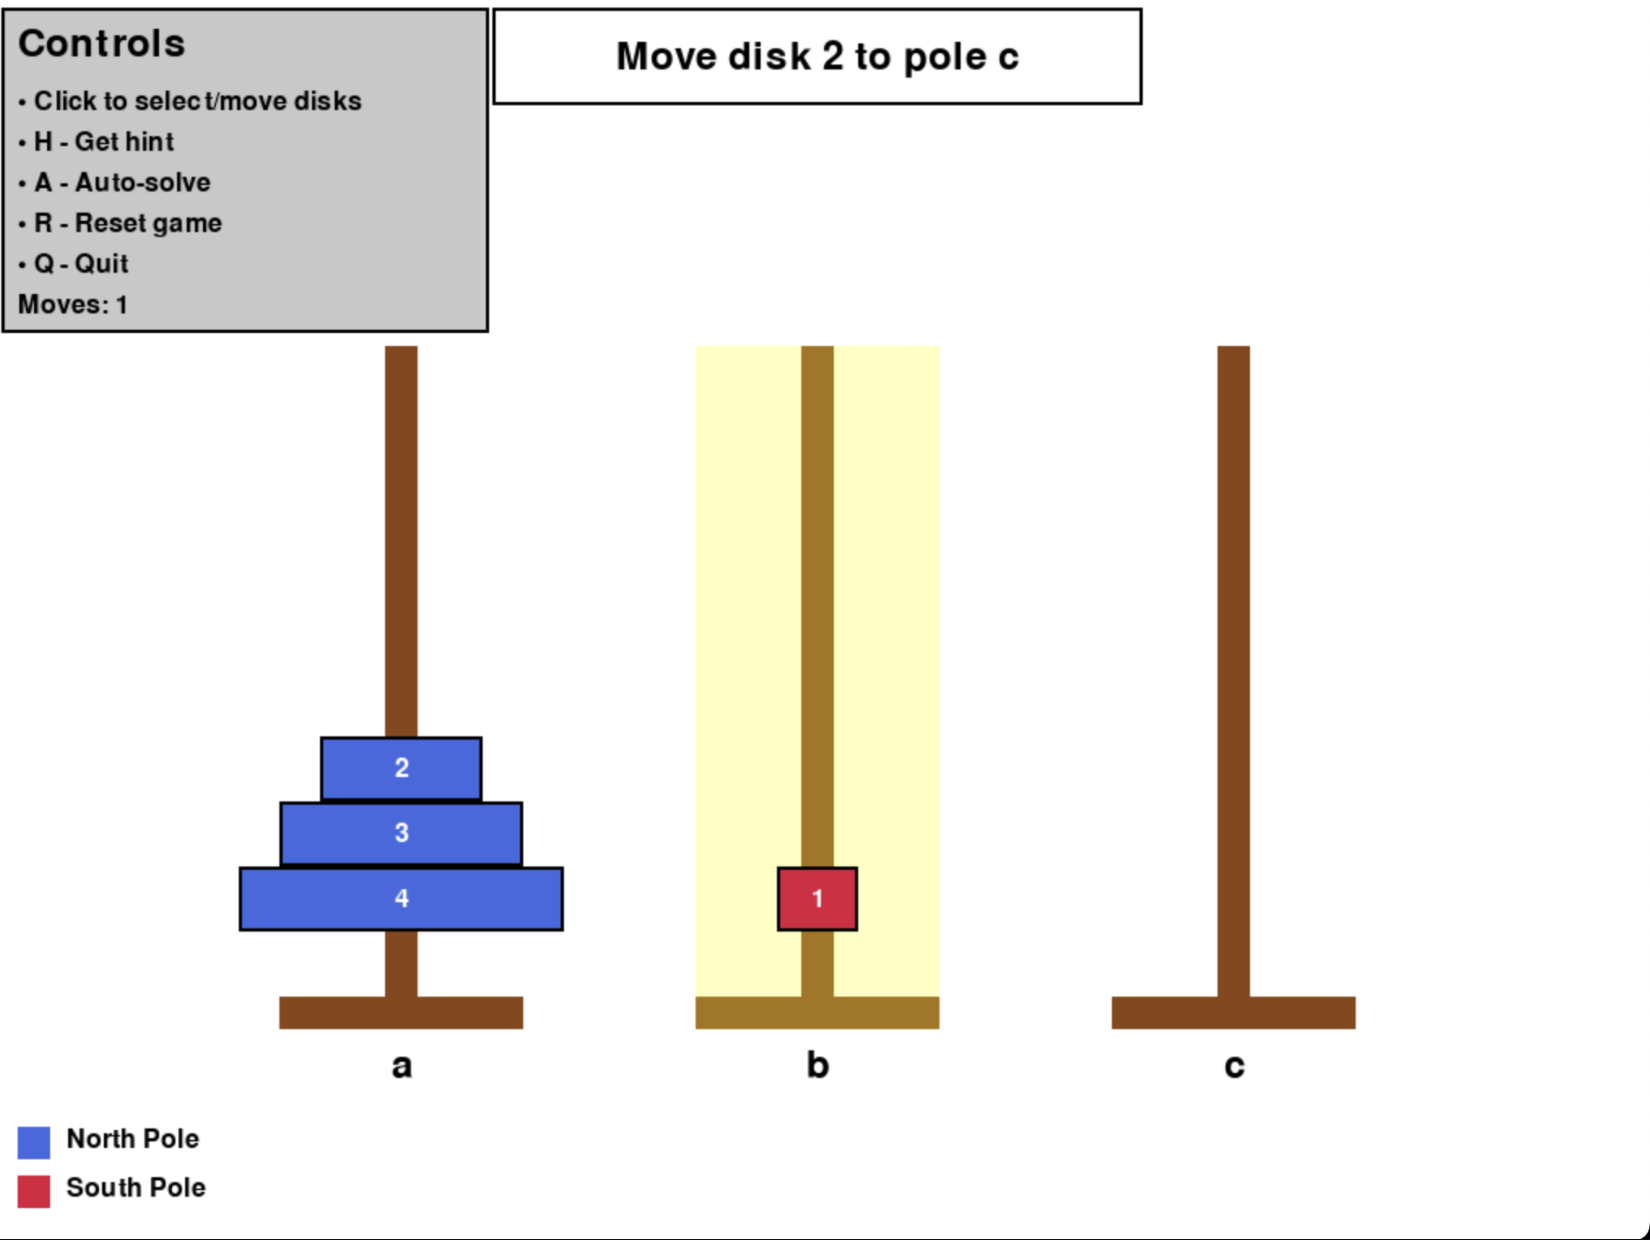 Controls
• Click to select/move disks
• H - Get hint
• A - Auto-solve
• R - Reset game
• Q - Quit
Moves: 1
Move disk 2 to pole c
2
3
4
1
a
b
c
North Pole
South Pole